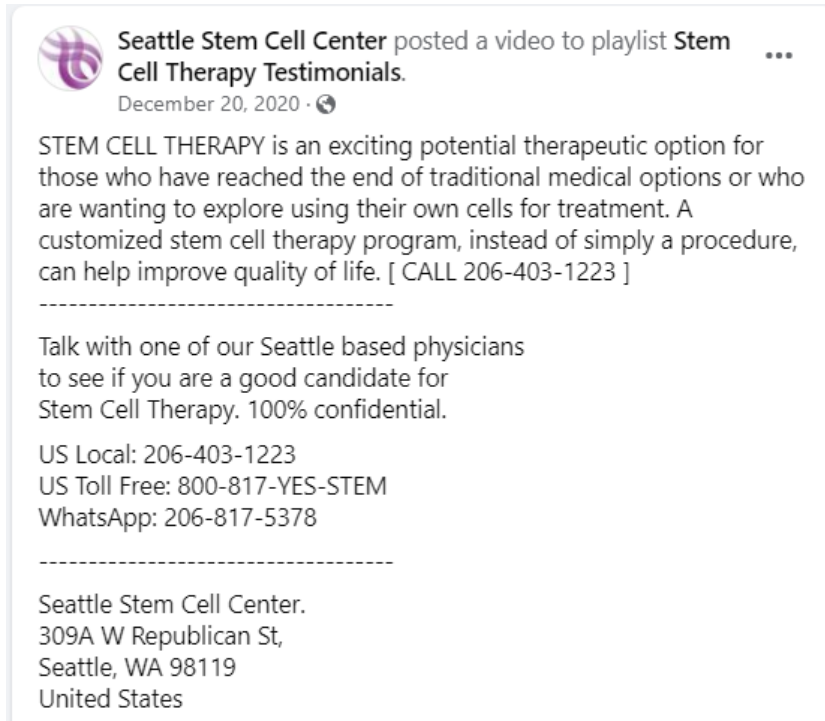 Seattle Stem Cell Center posted a video to playlist Stem
Cell Therapy Testimonials.
December 20, 2020 ·
STEM CELL THERAPY is an exciting potential therapeutic option for
those who have reached the end of traditional medical options or who
are wanting to explore using their own cells for treatment. A
customized stem cell therapy program, instead of simply a procedure,
can help improve quality of life. [ CALL 206-403-1223 ]
------------------------------------
Talk with one of our Seattle based physicians
to see if you are a good candidate for
Stem Cell Therapy. 100% confidential.
US Local: 206-403-1223
US Toll Free: 800-817-YES-STEM
WhatsApp: 206-817-5378
------------------------------------
Seattle Stem Cell Center.
309A W Republican St,
Seattle, WA 98119
United States